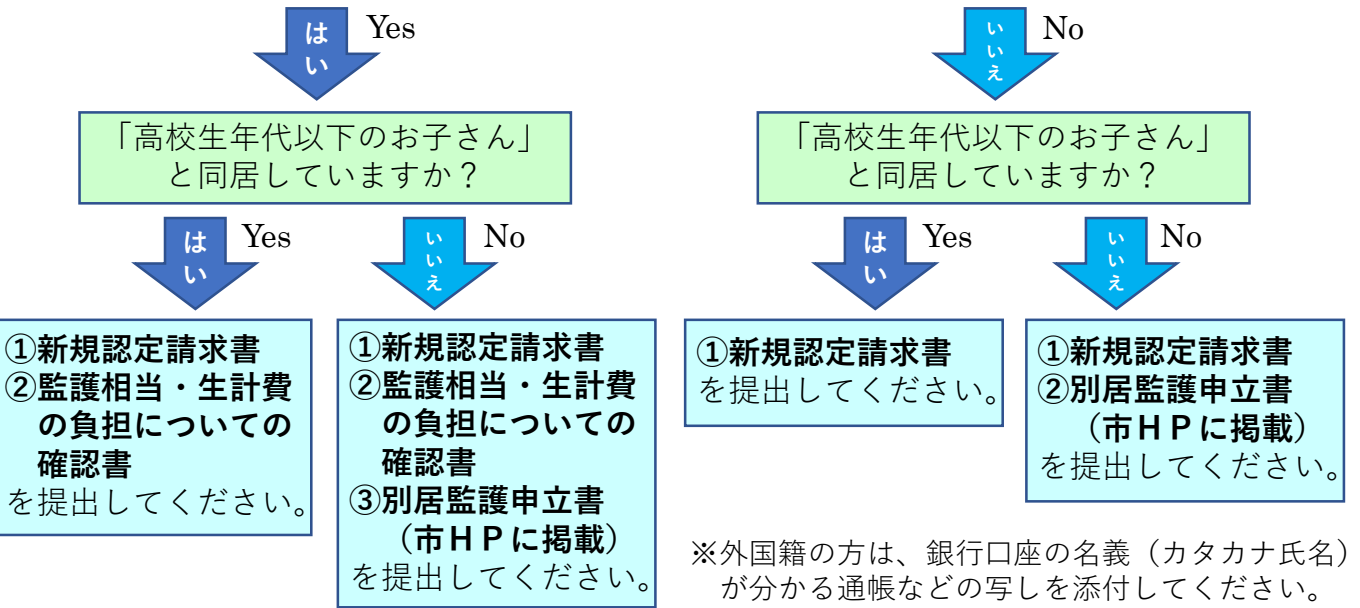 はい Yes
いいえ No
「高校生年代以下のお子さん」
と同居していますか？
「高校生年代以下のお子さん」
と同居していますか？
はい Yes
いいえ No
はい Yes
いいえ No
①新規認定請求書
②監護相当・生計費
の負担についての
確認書
を提出してください。
①新規認定請求書
②監護相当・生計費
の負担についての
確認書
③別居監護申立書
（市ＨＰに掲載）
を提出してください。
①新規認定請求書
を提出してください。
①新規認定請求書
②別居監護申立書
（市ＨＰに掲載）
を提出してください。
※外国籍の方は、銀行口座の名義（カタカナ氏名）
が分かる通帳などの写しを添付してください。